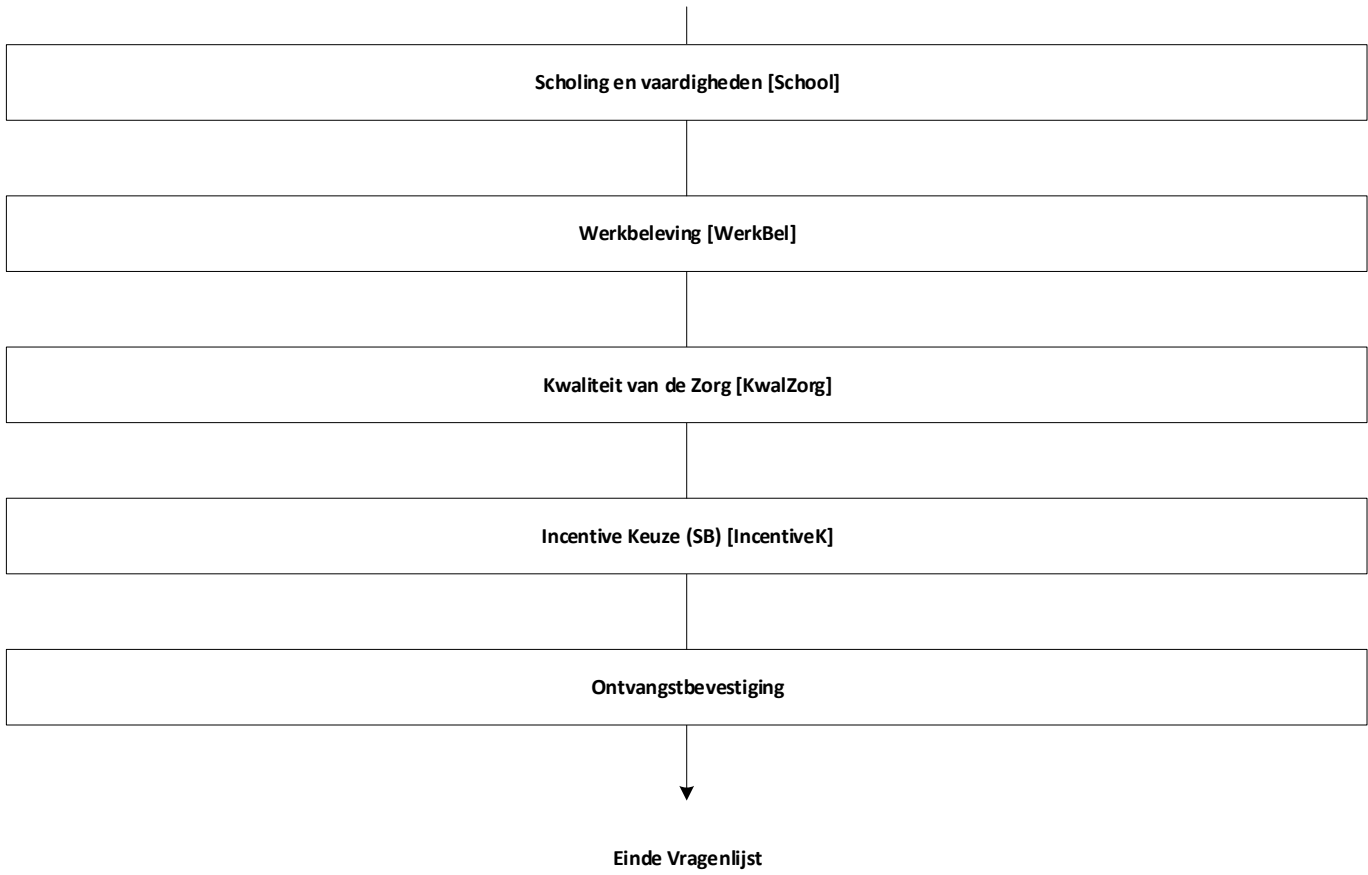 Scholing en vaardigheden [School]
Werkbeleving [WerkBel]
Kwaliteit van de Zorg [KwalZorg]
Incentive Keuze (SB) [IncentiveK]
Ontvangstbevestiging
Einde Vragenlijst